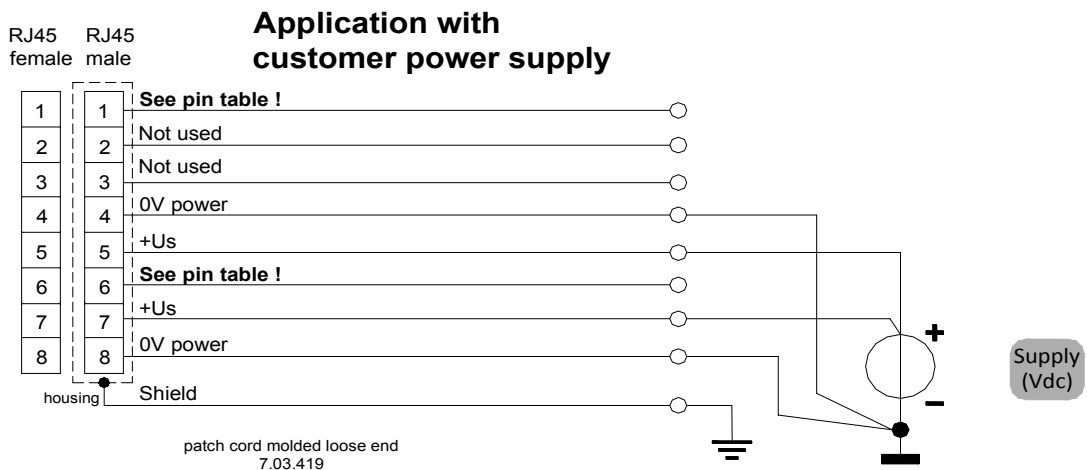 Application with
customer power supply
RJ45 RJ45
female male
1 1 See pin table !
2 2 Not used
3 3 Not used
4 4 0V power
5 5 +Us
6 6 See pin table !
7 7 +Us
8 8 0V power
+
-
Supply
(Vdc)
housing
Shield
patch cord molded loose end
7.03.419